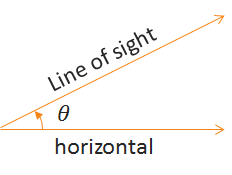 Line of sight
θ
horizontal